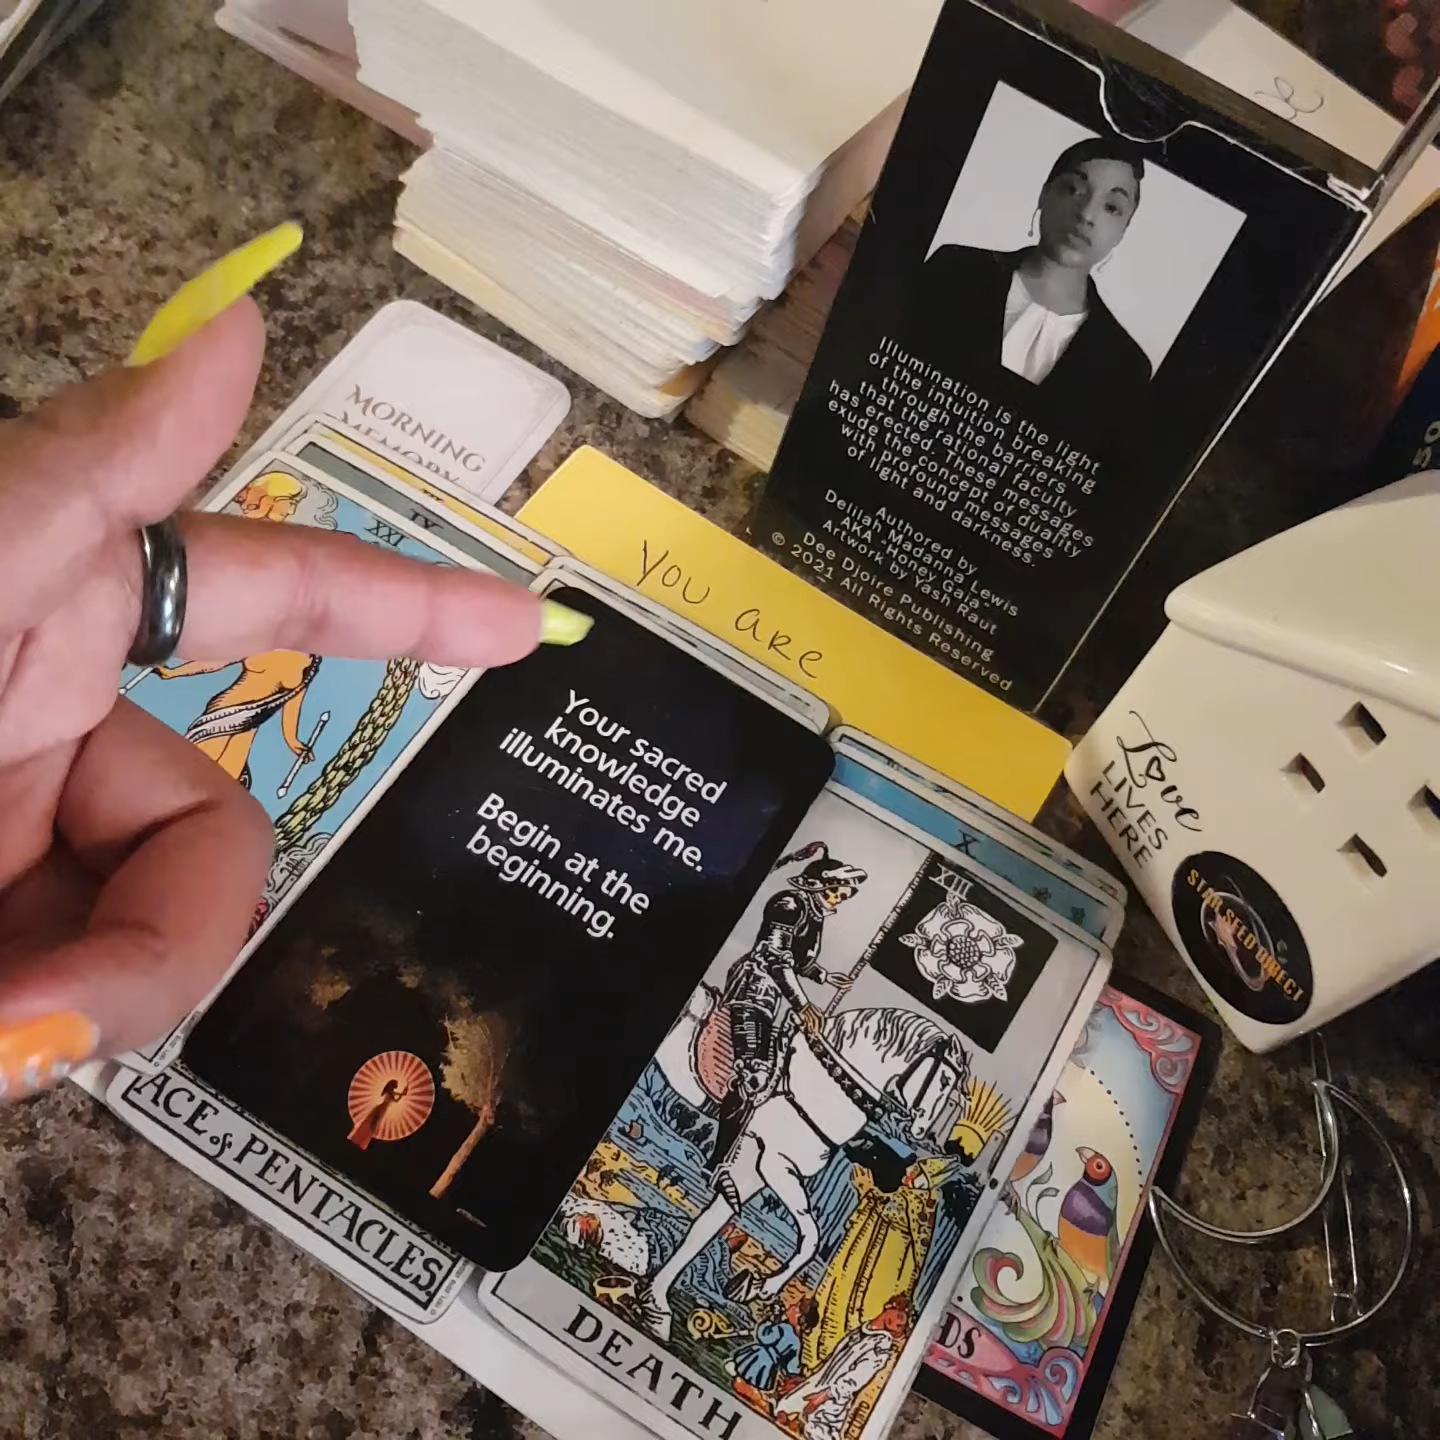 Illumination is the light
of the intuition breaking
through the barriers
that the rational faculty
has erected. These messages
exude the concept of duality
with profound messages
of light and darkness.
Authored by
Delilah Madanna Lewis
AKA "Honey Gaia"
Artwork by Yash Raut
Dee Djoire Publishing
© 2021 All Rights Reserved
MORNING
MEMORY
you are
IX
XXI
Your sacred
knowledge
illuminates me.
Begin at the
beginning.
X
XIII
Love
LIVES
HERE
STAR SEED DIRECT
ACE of PENTACLES.
DEATH
DS